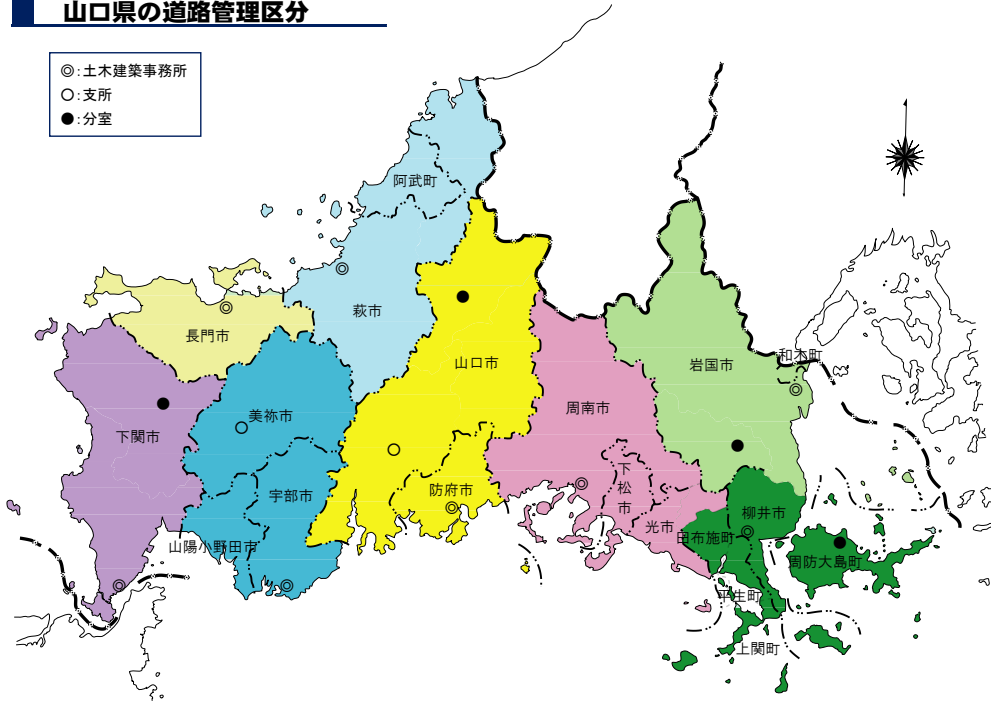 山口県の道路管理区分
◎:土木建築事務所
○:支所
●:分室
阿武町
萩市
長門市
山口市
岩国市
和木町
周南市
美祢市
下関市
下松市
防府市
宇部市
柳井市
光市
田布施町
山陽小野田市
周防大島町
平生町
上関町